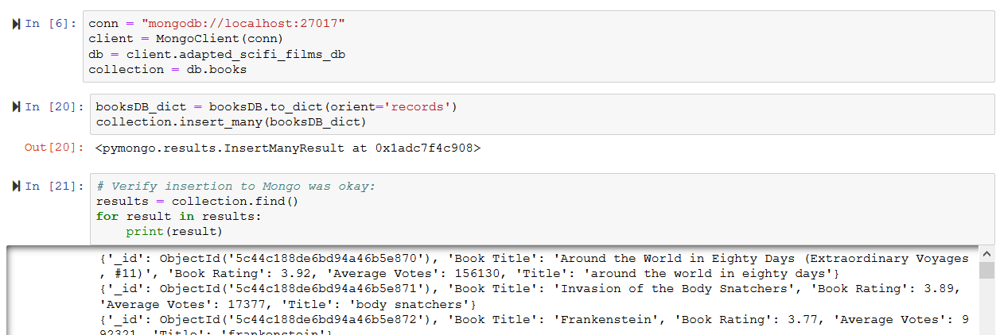 In [6]: conn = "mongodb://localhost:27017"
client = MongoClient(conn)
db = client.adapted_scifi_films_db
collection = db.books
In [20]: booksDB_dict = booksDB.to_dict(orient='records')
collection.insert_many(booksDB_dict)
Out[20]: <pymongo.results.InsertManyResult at 0x1adc7f4c908>
In [21]: # Verify insertion to Mongo was okay:
results = collection.find()
for result in results:
    print(result)
{'_id': ObjectId('5c44c188de6bd94a46b5e870'), 'Book Title': 'Around the World in Eighty Days (Extraordinary Voyages
, #11)', 'Book Rating': 3.92, 'Average Votes': 156130, 'Title': 'around the world in eighty days'}
{'_id': ObjectId('5c44c188de6bd94a46b5e871'), 'Book Title': 'Invasion of the Body Snatchers', 'Book Rating': 3.89,
'Average Votes': 17377, 'Title': 'body snatchers'}
{'_id': ObjectId('5c44c188de6bd94a46b5e872'), 'Book Title': 'Frankenstein', 'Book Rating': 3.77, 'Average Votes': 9
92321, 'Title': 'frankenstein'}